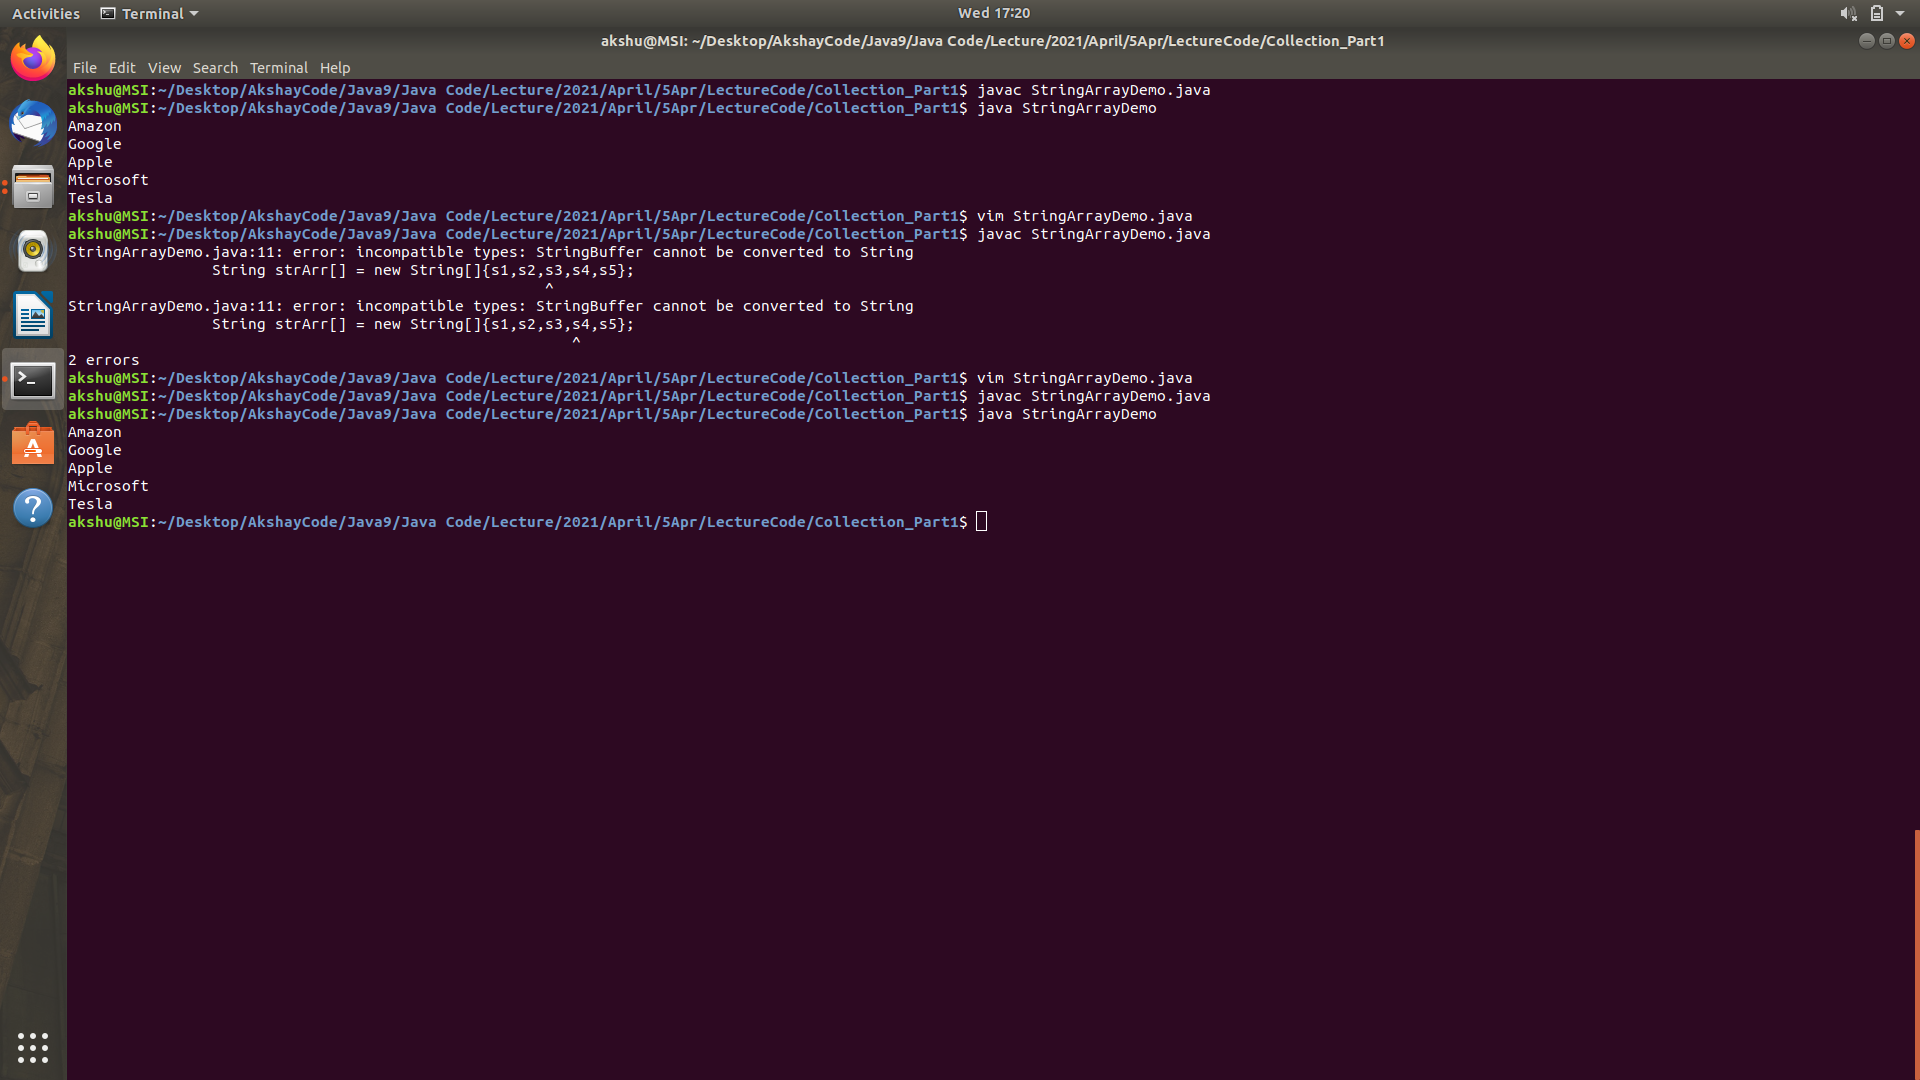 Activities Terminal Wed 17:20
akshu@MSI: ~/Desktop/AkshayCode/Java9/Java Code/Lecture/2021/April/5Apr/LectureCode/Collection_Part1
File Edit View Search Terminal Help
akshu@MSI:~/Desktop/AkshayCode/Java9/Java Code/Lecture/2021/April/5Apr/LectureCode/Collection_Part1$ javac StringArrayDemo.java
akshu@MSI:~/Desktop/AkshayCode/Java9/Java Code/Lecture/2021/April/5Apr/LectureCode/Collection_Part1$ java StringArrayDemo
Amazon
Google
Apple
Microsoft
Tesla
akshu@MSI:~/Desktop/AkshayCode/Java9/Java Code/Lecture/2021/April/5Apr/LectureCode/Collection_Part1$ vim StringArrayDemo.java
akshu@MSI:~/Desktop/AkshayCode/Java9/Java Code/Lecture/2021/April/5Apr/LectureCode/Collection_Part1$ javac StringArrayDemo.java
StringArrayDemo.java:11: error: incompatible types: StringBuffer cannot be converted to String
                String strArr[] = new String[]{s1,s2,s3,s4,s5};
                                                     ^
StringArrayDemo.java:11: error: incompatible types: StringBuffer cannot be converted to String
                String strArr[] = new String[]{s1,s2,s3,s4,s5};
                                                        ^
2 errors
akshu@MSI:~/Desktop/AkshayCode/Java9/Java Code/Lecture/2021/April/5Apr/LectureCode/Collection_Part1$ vim StringArrayDemo.java
akshu@MSI:~/Desktop/AkshayCode/Java9/Java Code/Lecture/2021/April/5Apr/LectureCode/Collection_Part1$ javac StringArrayDemo.java
akshu@MSI:~/Desktop/AkshayCode/Java9/Java Code/Lecture/2021/April/5Apr/LectureCode/Collection_Part1$ java StringArrayDemo
Amazon
Google
Apple
Microsoft
Tesla
akshu@MSI:~/Desktop/AkshayCode/Java9/Java Code/Lecture/2021/April/5Apr/LectureCode/Collection_Part1$